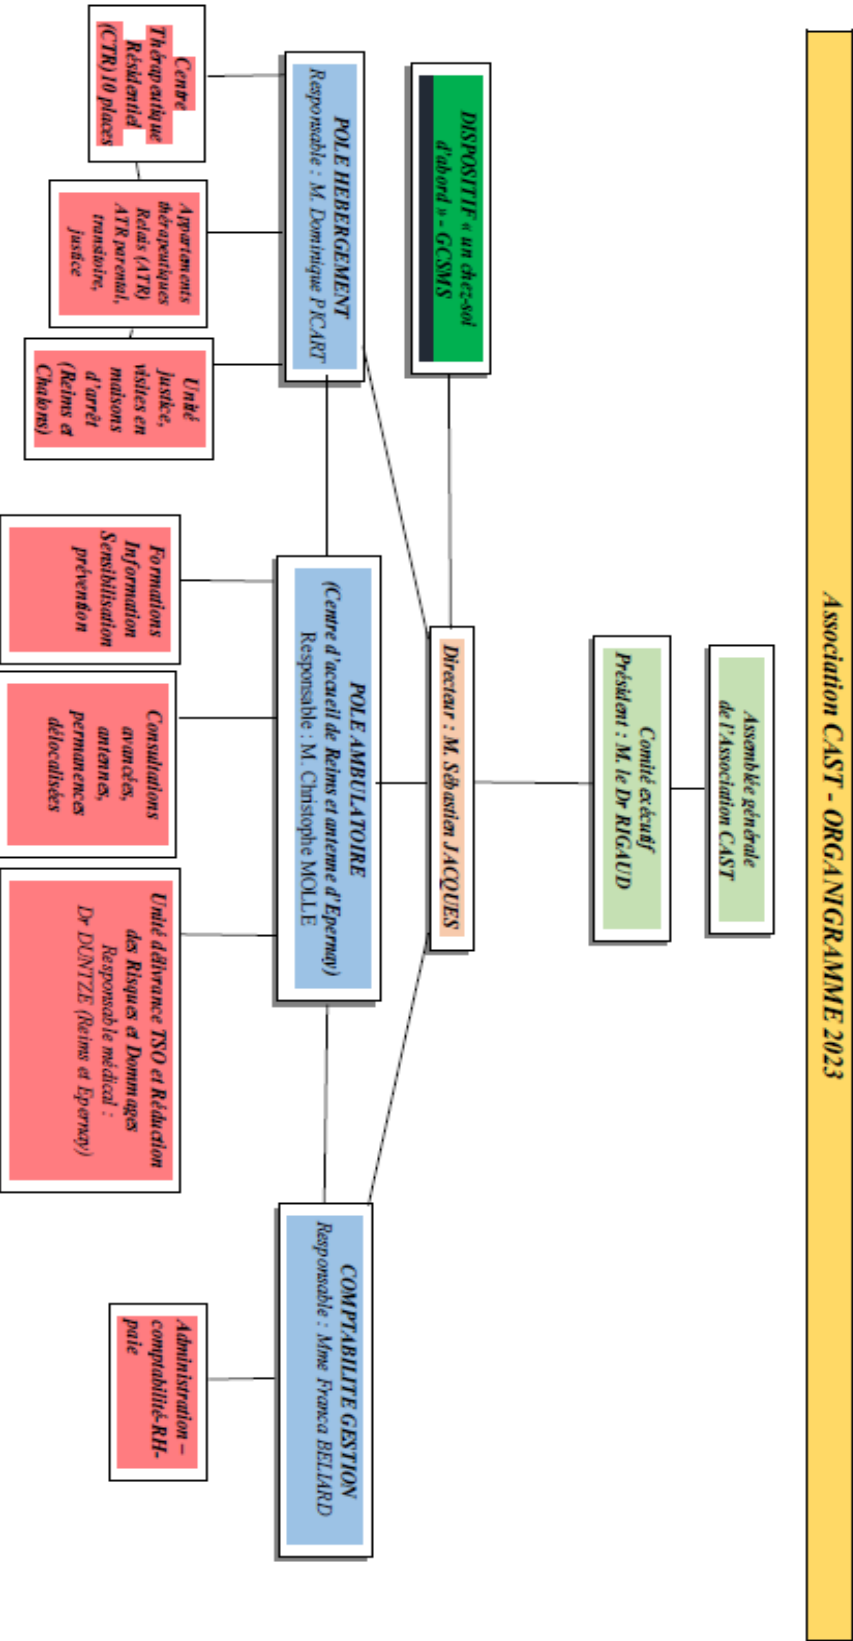 Association CAST - ORGANIGRAMME 2023
Assemblée générale
de l'Association CAST
Comité exécutif
Président : M. le Dr RIGAUD
Directeur : M. Sébastien JACQUES
DISPOSITIF « un chez-soi
d'abord » - GCSMS
POLE HEBERGEMENT
Responsable : M. Dominique PICART
POLE AMBULATOIRE
(Centre d'accueil de Reims et antenne d'Epernay)
Responsable : M. Christophe MOLLE
COMPTABILITE GESTION
Responsable : Mme Franca BELIARD
Centre
Thérapeutique
Résidentiel
(CTR) 10 places
Appartements
thérapeutiques
Relais (ATR)
ATR parental,
transitoire,
justice
Unité
justice,
visites en
maisons
d'arrêt
(Reims et
Chalons)
Formations
Information
Sensibilisation
prévention
Consultations
avancées,
antennes,
permanences
délocalisées
Unité délivrance TSO et Réduction
des Risques et Dommages
Responsable médical :
Dr DUNTZE (Reims et Epernay)
Administration –
comptabilité-RH-
paie